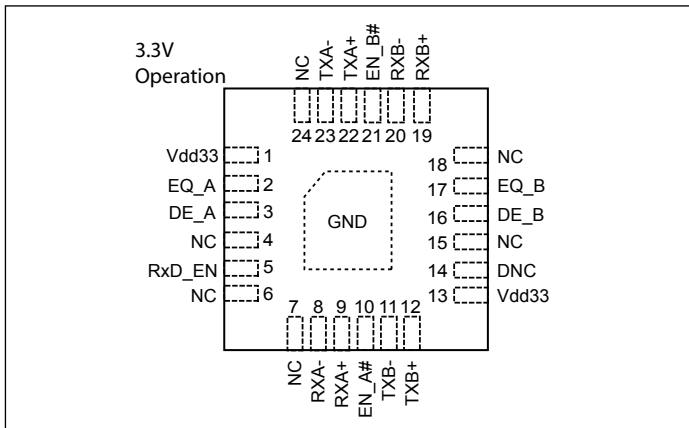 3.3V
Operation
NC
TXA-
TXA+
EN_B#
RXB-
RXB+
24 23 22 21 20 19
Vdd33 1
EQ_A 2
DE_A 3
NC 4
RxD_EN 5
NC 6
GND
18 NC
17 EQ_B
16 DE_B
15 NC
14 DNC
13 Vdd33
7 8 9 10 11 12
NC
RXA-
RXA+
EN_A#
TXB-
TXB+